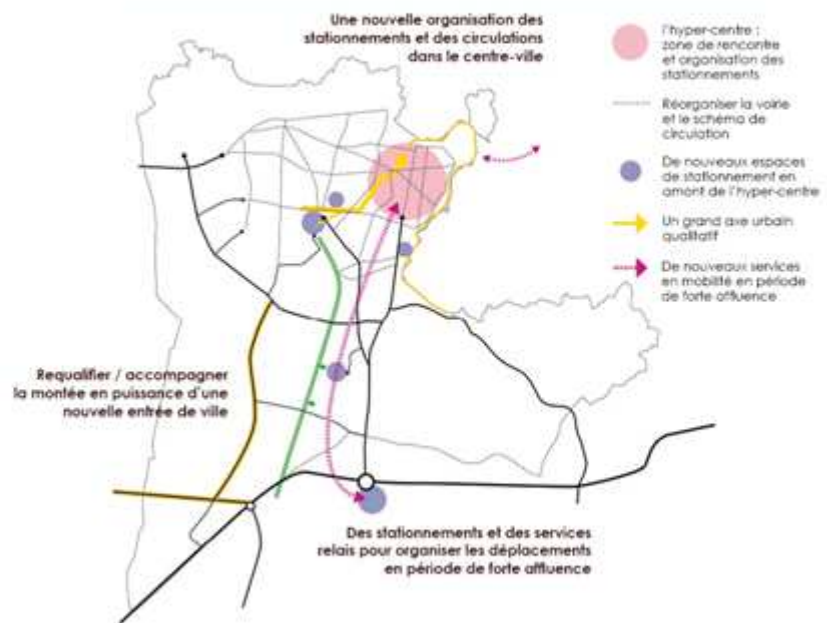 Une nouvelle organisation des
stationnements et des circulations
dans le centre-ville
l'hyper-centre :
zone de rencontre
et organisation des
stationnements
Réorganiser la voirie
et le schéma de
circulation
De nouveaux espaces
de stationnement en
amont de l'hyper-centre
Un grand axe urbain
qualitatif
De nouveaux services
en mobilité en période
de forte affluence
Requalifier / accompagner
la montée en puissance d'une
nouvelle entrée de ville
Des stationnements et des services
relais pour organiser les déplacements
en période de forte affluence